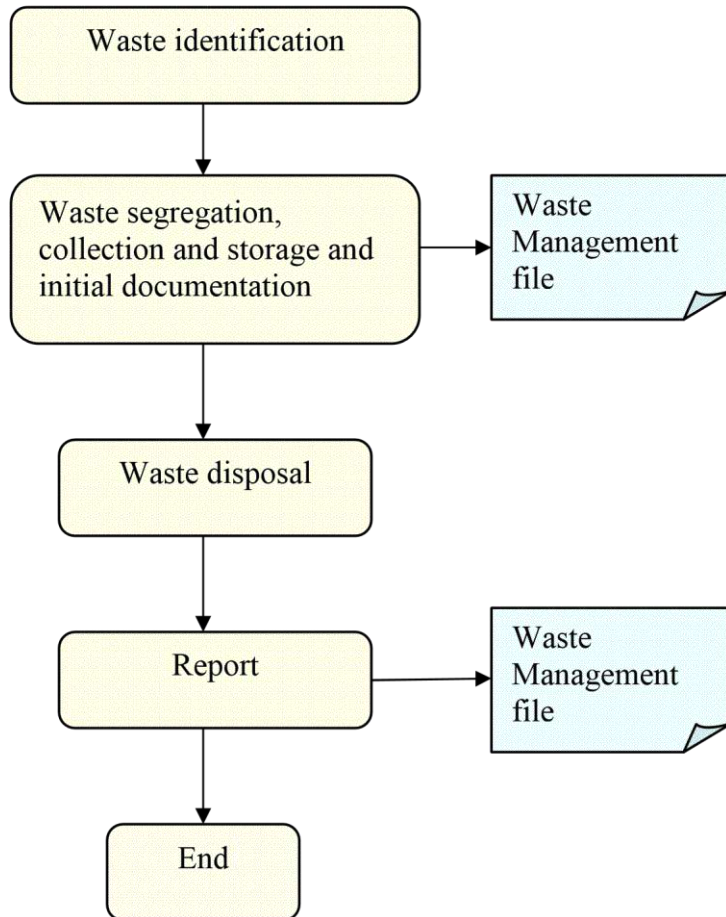 Waste identification
Waste segregation,
collection and storage and
initial documentation
Waste
Management
file
Waste disposal
Report
Waste
Management
file
End